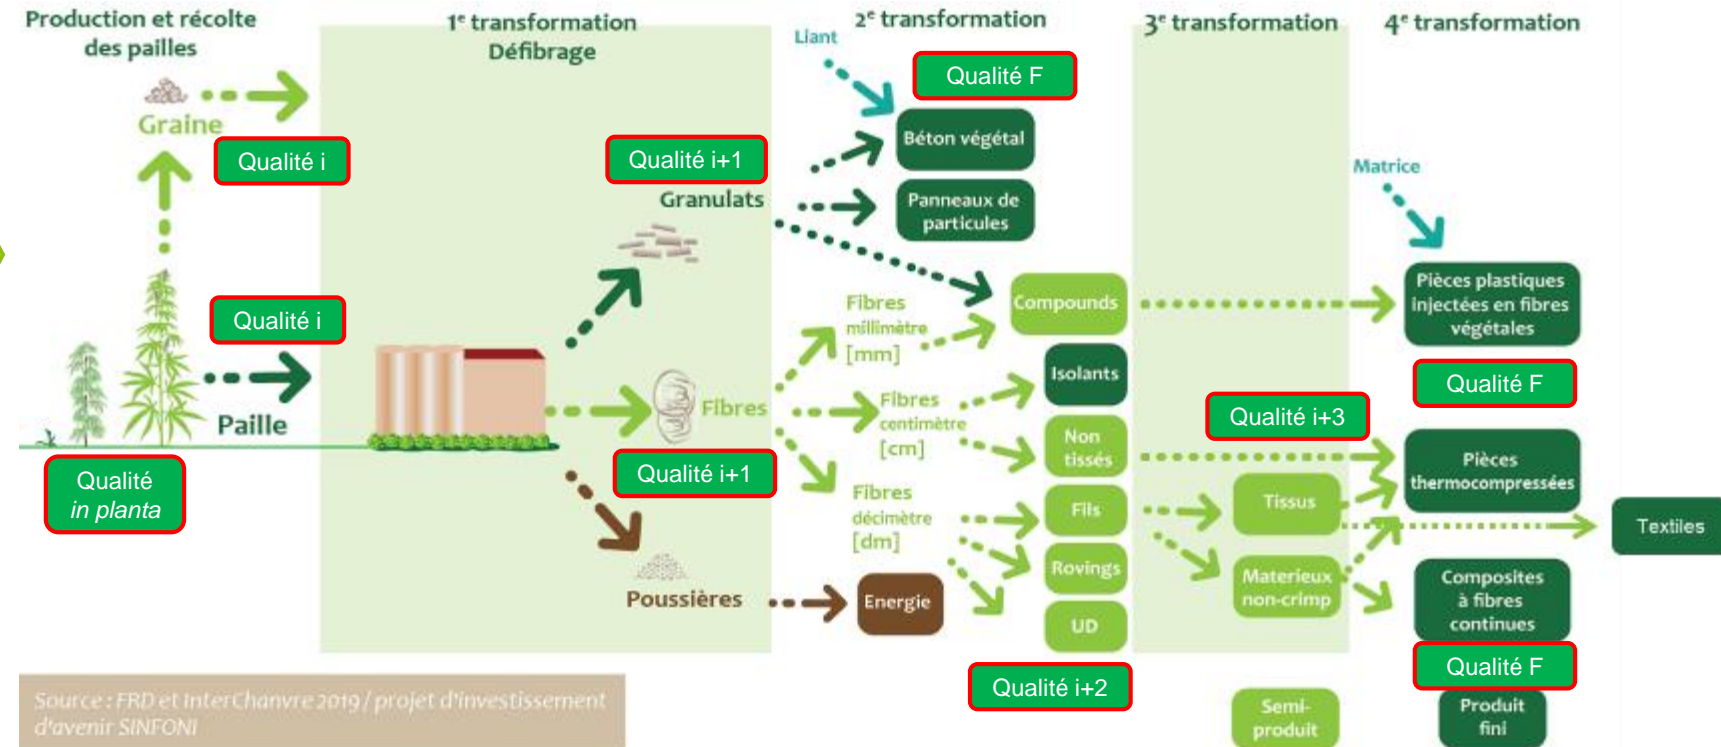 Production et récolte
des pailles
1e transformation
Défibrage
2e transformation
3e transformation
4e transformation
Liant
Qualité F
Graine
Qualité i
Qualité i+1
Granulats
Béton végétal
Panneaux de
particules
Matrice
Qualité i
Paille
Qualité
in planta
Fibres
Qualité i+1
Poussières
Fibres
millimètre
[mm]
Fibres
centimètre
[cm]
Fibres
décimètre
[dm]
Energie
Compounds
Isolants
Non
tissés
Fils
Rovings
UD
Qualité i+2
Qualité i+3
Tissus
Materieux
non-crimp
Pièces plastiques
injectées en fibres
végétales
Qualité F
Pièces
thermocompressées
Textiles
Composites
à fibres
continues
Qualité F
Semi-
produit
Produit
fini
Source : FRD et InterChanvre 2019 / projet d'investissement
d'avenir SINFONI